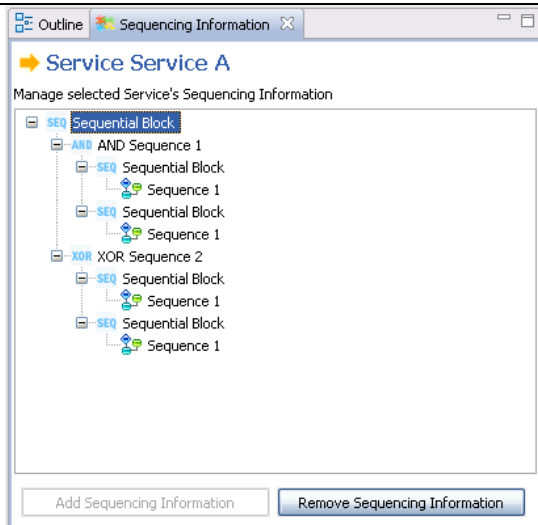 Outline Sequencing Information
Service Service A
Manage selected Service's Sequencing Information
SEQ Sequential Block
AND AND Sequence 1
SEQ Sequential Block
Sequence 1
SEQ Sequential Block
Sequence 1
XOR XOR Sequence 2
SEQ Sequential Block
Sequence 1
SEQ Sequential Block
Sequence 1
Add Sequencing Information Remove Sequencing Information